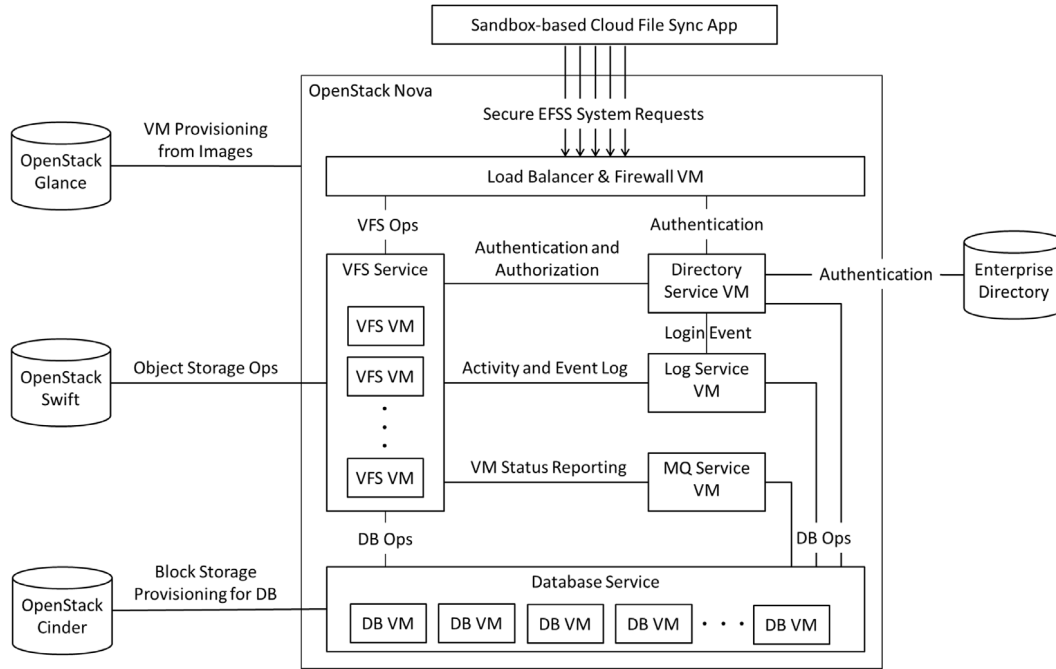 Sandbox-based Cloud File Sync App
OpenStack Nova
Secure EFSS System Requests
VM Provisioning
from Images
OpenStack
Glance
Load Balancer & Firewall VM
VFS Ops
Authentication
VFS Service
Authentication and
Authorization
Directory
Service VM
Authentication
Enterprise
Directory
VFS VM
Login Event
OpenStack
Swift
Object Storage Ops
VFS VM
Activity and Event Log
Log Service
VM
VFS VM
VM Status Reporting
MQ Service
VM
DB Ops
DB Ops
OpenStack
Cinder
Block Storage
Provisioning for DB
Database Service
DB VM
DB VM
DB VM
DB VM
DB VM